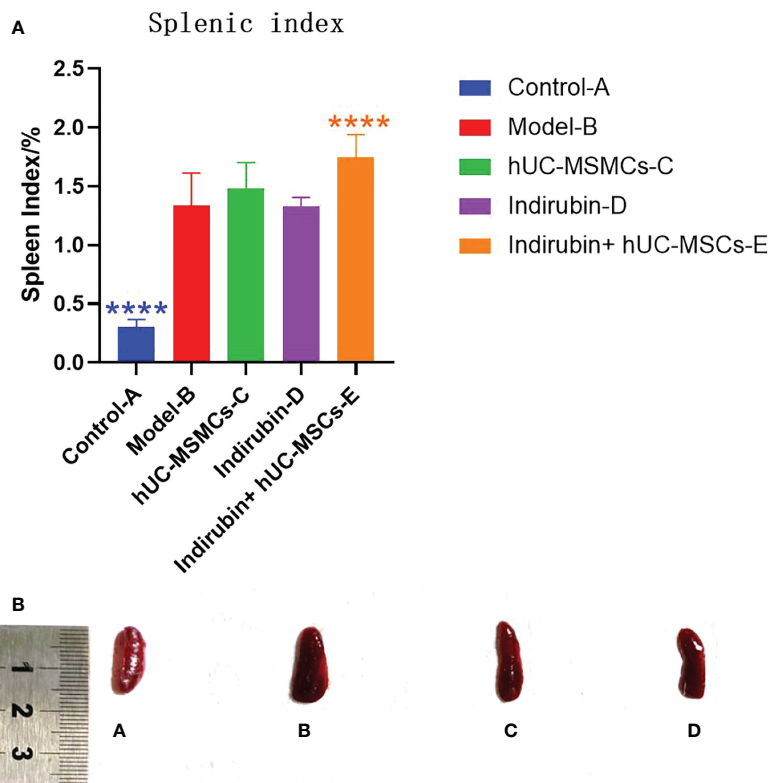 A
Splenic index
Spleen Index/%
2.5
2.0
1.5
1.0
0.5
0.0
****
****
Control-A
Model-B
hUC-MSMCs-C
Indirubin-D
Indirubin+ hUC-MSCs-E
Control-A
Model-B
hUC-MSMCs-C
Indirubin-D
Indirubin+ hUC-MSCs-E
B
1
2
3
A
B
C
D